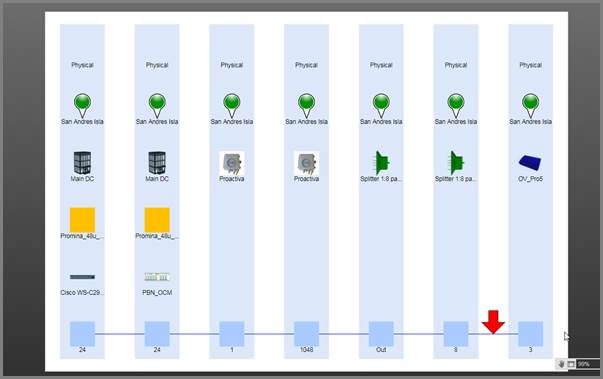 Physical Physical Physical Physical Physical Physical Physical
San Andres Isla San Andres Isla San Andres Isla San Andres Isla San Andres Isla San Andres Isla San Andres Isla
Main DC Main DC Proactiva Proactiva Splitter 1:8 pa... Splitter 1:8 pa... OV_Pro5
Promina_48u_... Promina_48u_...
Cisco WS-C29... PBN_OCM
24 24 1 1048 Out 8 3
99%